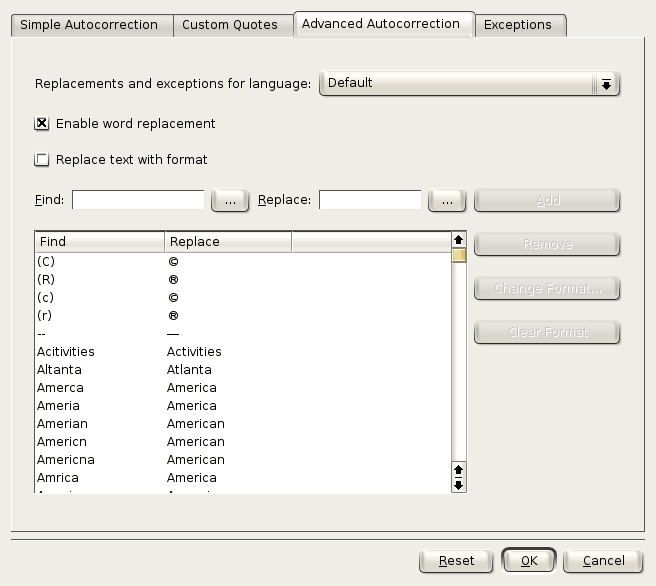 Simple Autocorrection Custom Quotes Advanced Autocorrection Exceptions
Replacements and exceptions for language: Default
Enable word replacement
Replace text with format
Find: ... Replace: ... Add
Find Replace Remove
(C) ©
(R) ®
(c) © Change Format...
(r) ®
-- — Clear Format
Acitivities Activities
Altanta Atlanta
Amerca America
Ameria America
Amerian American
Americn American
Americna American
Amrica America
Reset OK Cancel